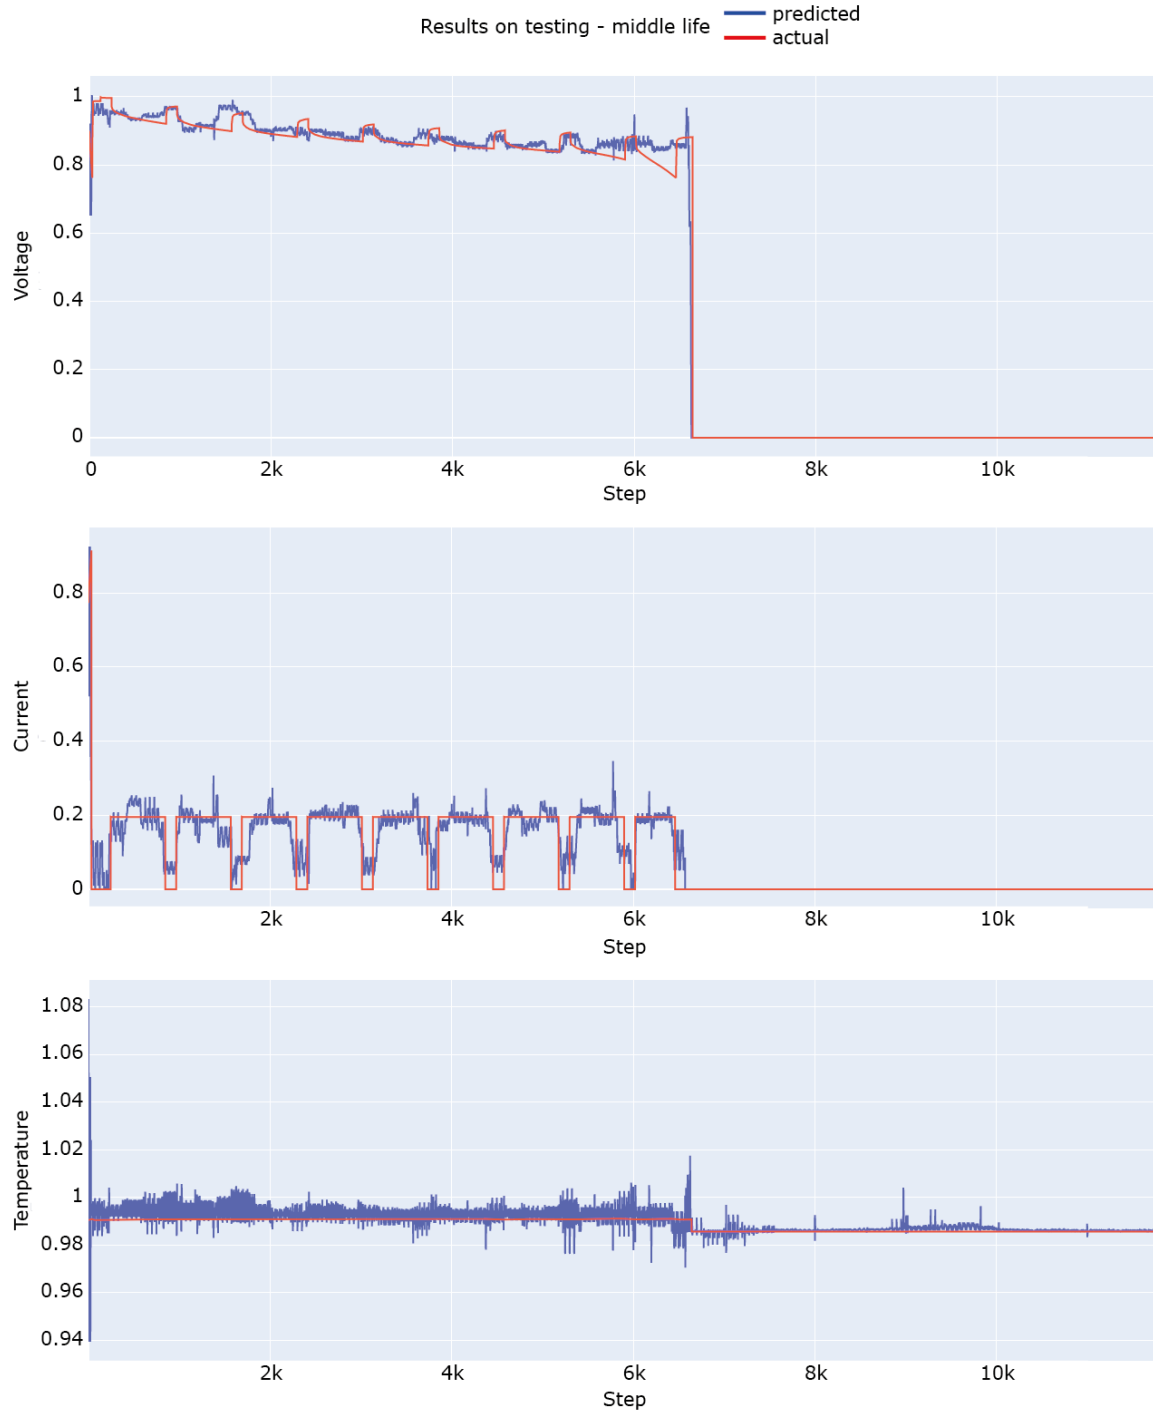 Results on testing - middle life
predicted
actual
1
0.8
0.6
0.4
0.2
0
Voltage
0 2k 4k 6k 8k 10k
Step
0.8
0.6
0.4
0.2
0
Current
2k 4k 6k 8k 10k
Step
1.08
1.06
1.04
1.02
1
0.98
0.96
0.94
Temperature
2k 4k 6k 8k 10k
Step